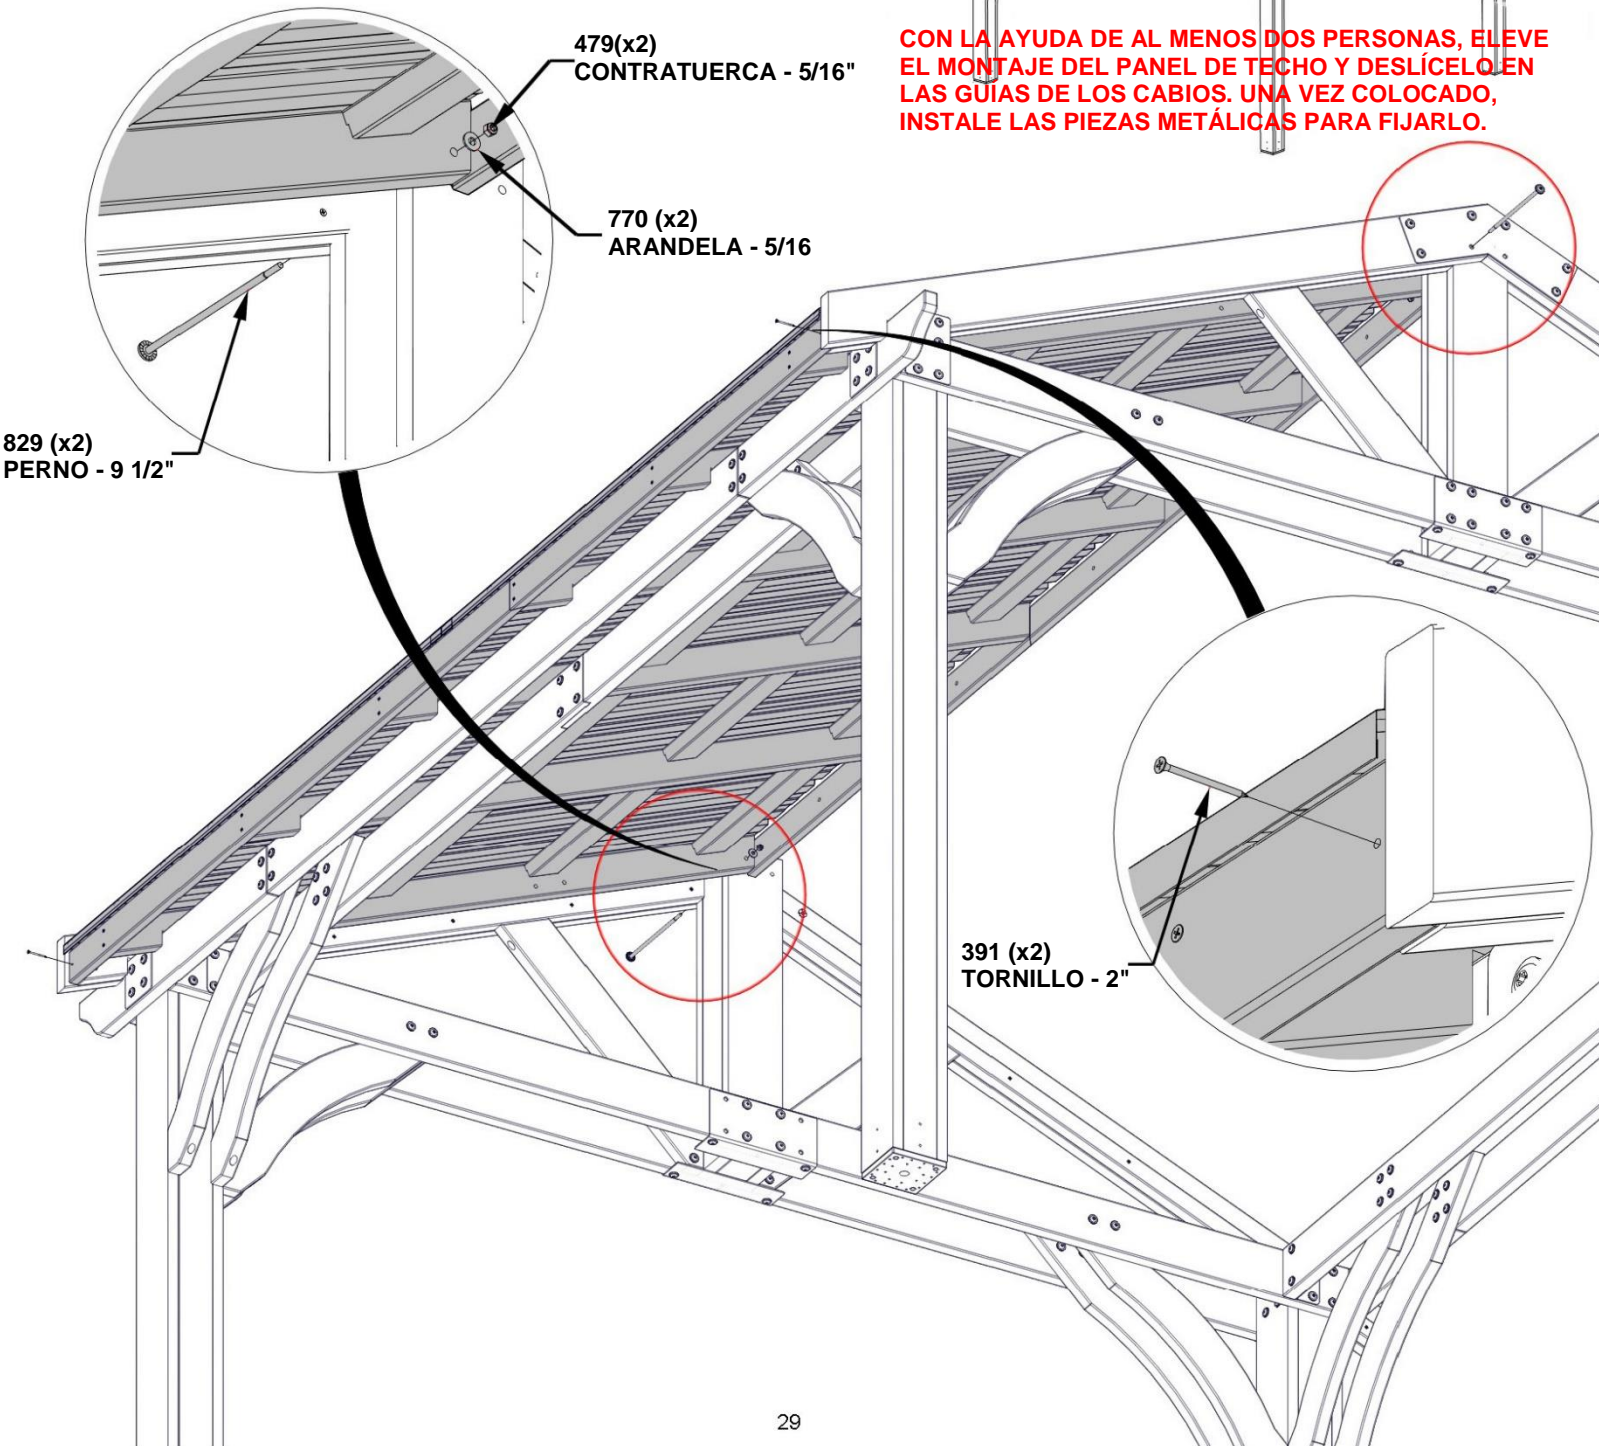 479(x2)
CONTRATUERCA - 5/16"
CON LA AYUDA DE AL MENOS DOS PERSONAS, ELEVE
EL MONTAJE DEL PANEL DE TECHO Y DESLÍCELO EN
LAS GUÍAS DE LOS CABIOS. UNA VEZ COLOCADO,
INSTALE LAS PIEZAS METÁLICAS PARA FIJARLO.
770 (x2)
ARANDELA - 5/16
829 (x2)
PERNO - 9 1/2"
391 (x2)
TORNILLO - 2"
29